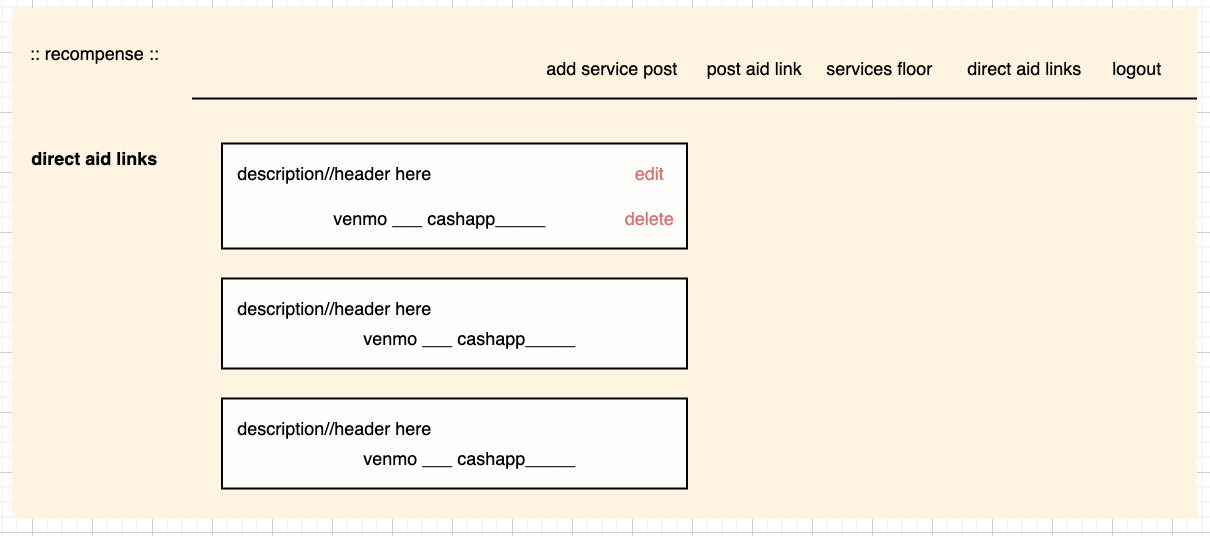 :: recompense ::
add service post post aid link services floor direct aid links logout
direct aid links
description//header here edit
venmo ___ cashapp_____ delete
description//header here
venmo ___ cashapp_____
description//header here
venmo ___ cashapp_____